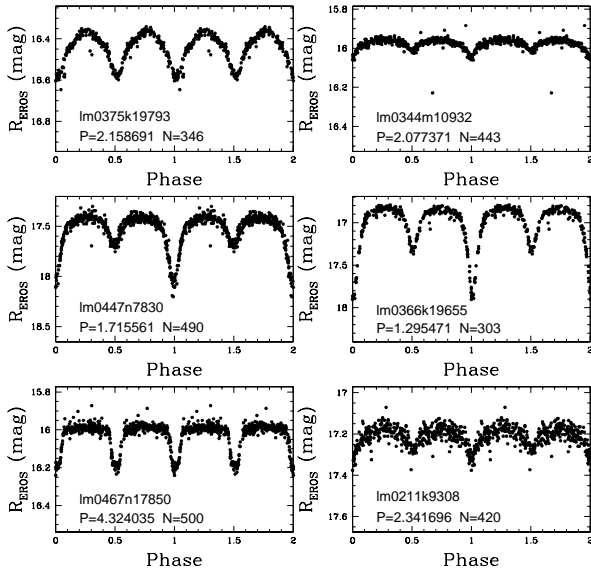 16.4
16.6
16.8
R_EROS (mag)
lm0375k19793
P=2.158691 N=346
0 0.5 1 1.5 2
Phase
15.8
16
16.2
16.4
R_EROS (mag)
lm0344m10932
P=2.077371 N=443
0 0.5 1 1.5 2
Phase
17.5
18
18.5
R_EROS (mag)
lm0447n7830
P=1.715561 N=490
0 0.5 1 1.5 2
Phase
17
17.5
18
R_EROS (mag)
lm0366k19655
P=1.295471 N=303
0 0.5 1 1.5 2
Phase
15.8
16
16.2
16.4
R_EROS (mag)
lm0467n17850
P=4.324035 N=500
0 0.5 1 1.5 2
Phase
17
17.2
17.4
17.6
R_EROS (mag)
lm0211k9308
P=2.341696 N=420
0 0.5 1 1.5 2
Phase